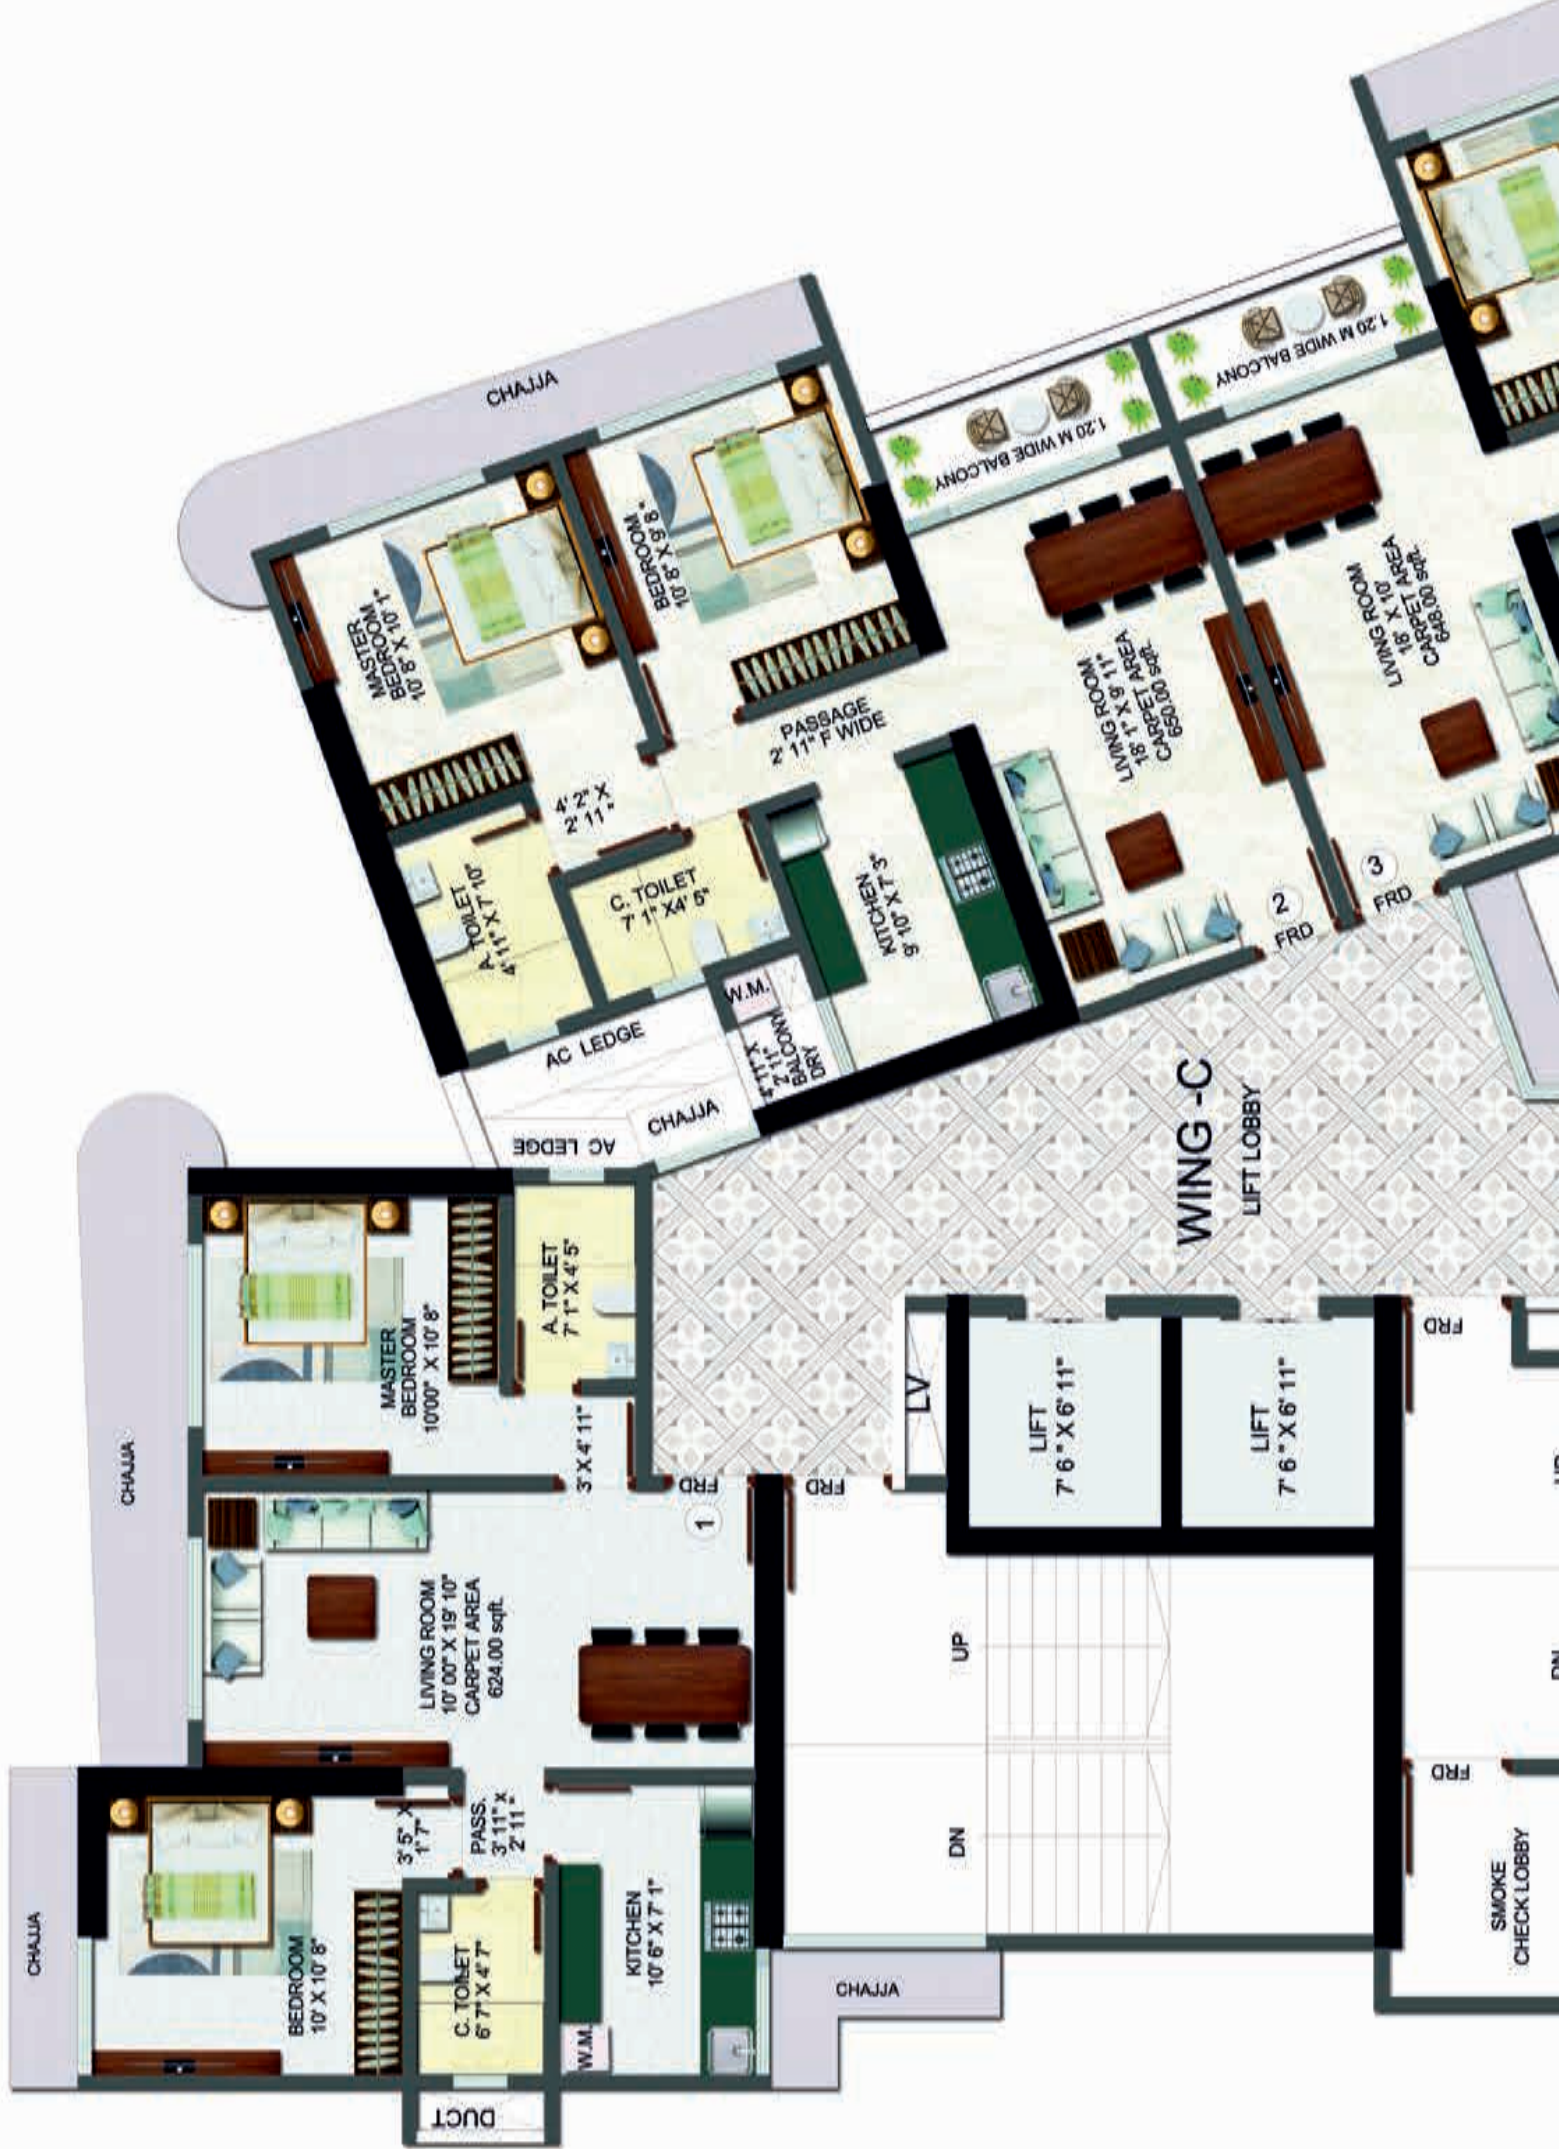 CHAJJA
MASTER
BEDROOM
10' 8" X 10' 1"
BEDROOM
10' 8" X 9' 8"
1.20 M WIDE BALCONY
1.20 M WIDE BALCONY
PASSAGE
2' 11" F WIDE
4' 2" X
2' 11"
A. TOILET
4' 11" X 7' 10"
C. TOILET
7' 1" X4' 5"
KITCHEN
9' 10" X 7' 3"
LIVING ROOM
18' 1" X 9' 11"
CARPET AREA
650.00 sqft.
LIVING ROOM
18' X 10'
CARPET AREA
648.00 sqft.
2
FRD
3
FRD
W.M.
4' 11" X
2' 11"
BALCONY
DRY
AC LEDGE
CHAJJA
AC LEDGE
WING -C
LIFT LOBBY
CHAJJA
MASTER
BEDROOM
10'00" X 10' 8"
A. TOILET
7' 1" X 4' 5"
3' X 4' 11"
FRD
1
FRD
LV
LIFT
7' 6 " X 6' 11"
LIFT
7' 6 " X 6' 11"
FRD
LIVING ROOM
10' 00" X 19' 10"
CARPET AREA
624.00 sqft.
UP
DN
FRD
SMOKE
CHECK LOBBY
CHAJJA
BEDROOM
10' X 10' 8"
3' 5" X
1' 7"
PASS.
3' 11" X
2' 11 "
C. TOILET
6' 7" X 4' 7"
KITCHEN
10' 6" X 7' 1"
W.M.
DUCT
CHAJJA